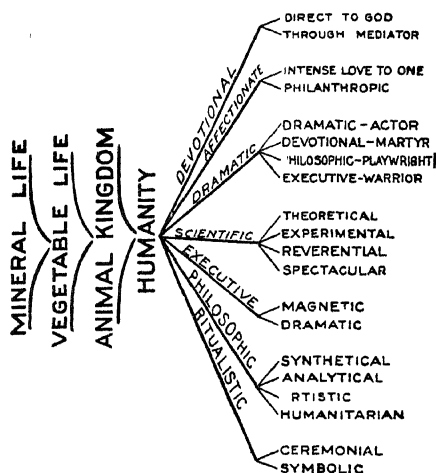 MINERAL LIFE
VEGETABLE LIFE
ANIMAL KINGDOM
HUMANITY
DEVOTIONAL
DIRECT TO GOD
THROUGH MEDIATOR
AFFECTIONATE
INTENSE LOVE TO ONE
PHILANTHROPIC
DRAMATIC
DRAMATIC-ACTOR
DEVOTIONAL-MARTYR
'HILOSOPHIC-PLAYWRIGHT
EXECUTIVE-WARRIOR
SCIENTIFIC
THEORETICAL
EXPERIMENTAL
REVERENTIAL
SPECTACULAR
EXECUTIVE
MAGNETIC
DRAMATIC
PHILOSOPHIC
SYNTHETICAL
ANALYTICAL
RTISTIC
HUMANITARIAN
RITUALISTIC
CEREMONIAL
SYMBOLIC